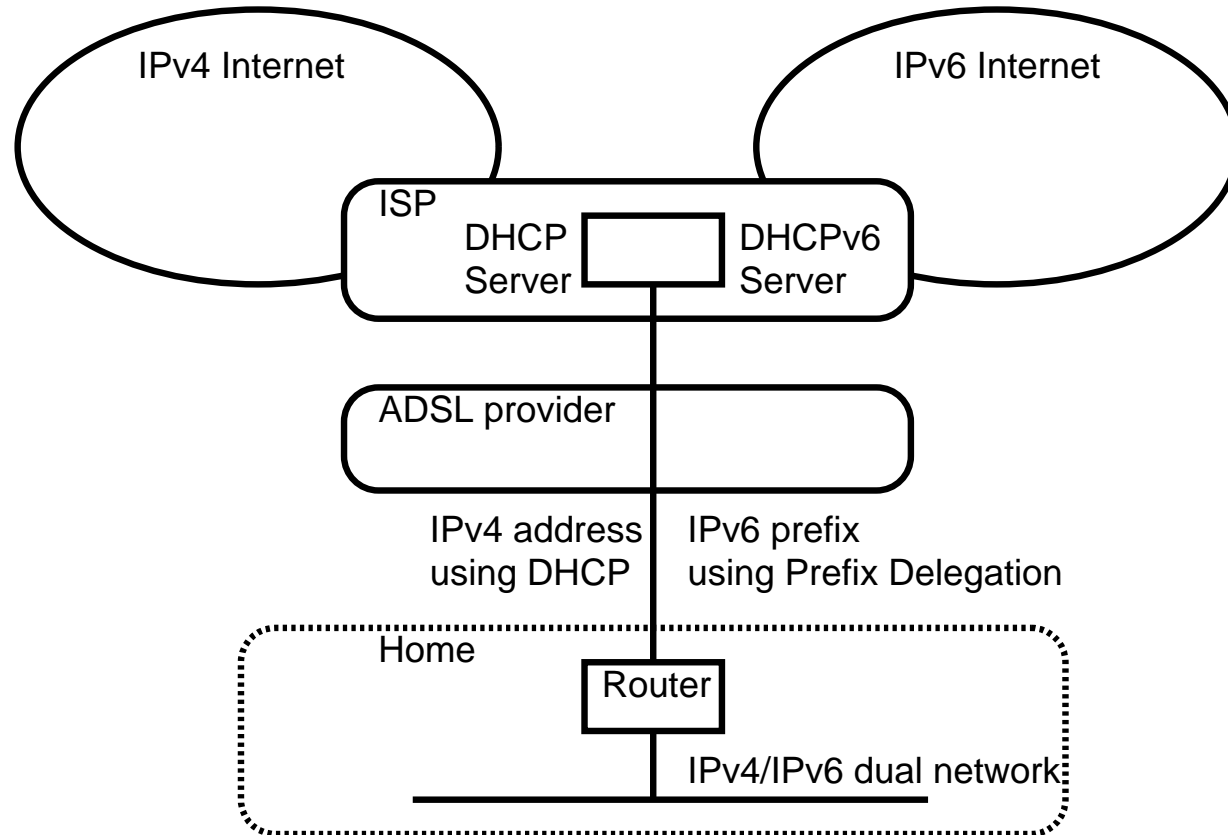 IPv4 Internet
IPv6 Internet
ISP
DHCP
Server
DHCPv6
Server
ADSL provider
IPv4 address
using DHCP
IPv6 prefix
using Prefix Delegation
Home
Router
IPv4/IPv6 dual network